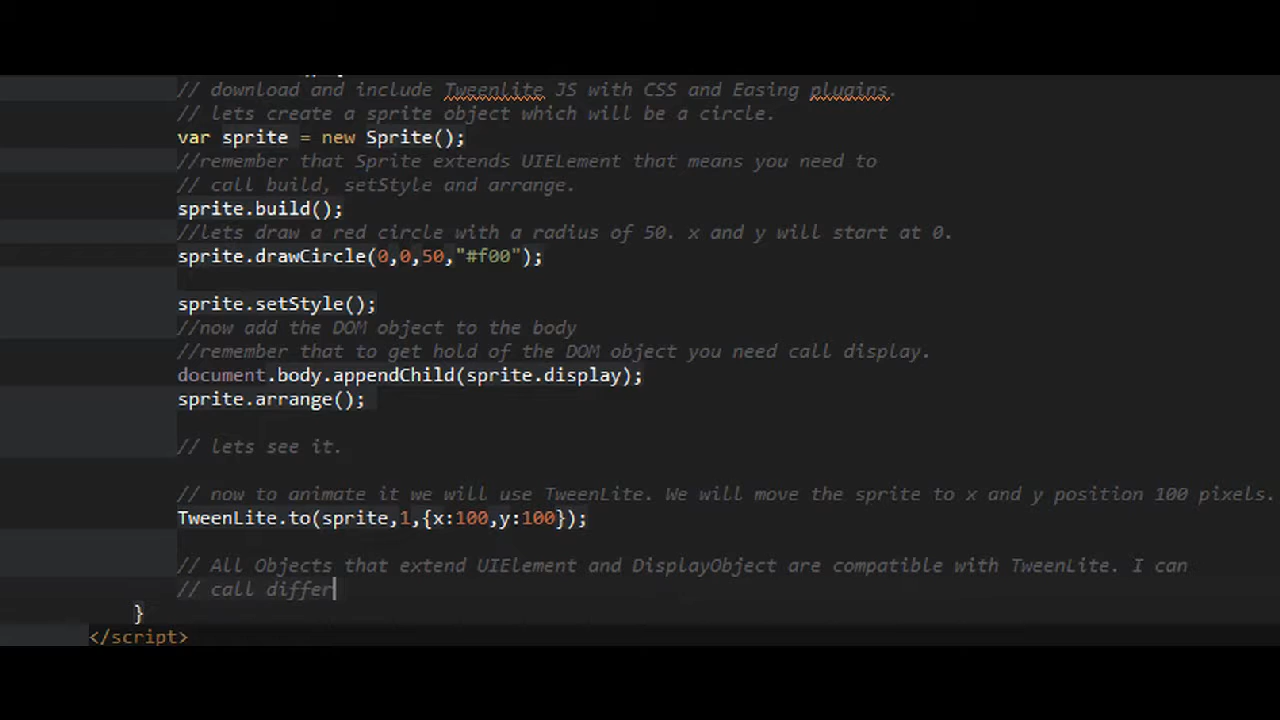 // download and include Tweenlite JS with CSS and Easing plugins.
// lets create a sprite object which will be a circle.
var sprite = new Sprite();
//remember that Sprite extends UIELement that means you need to
// call build, setStyle and arrange.
sprite.build();
//lets draw a red circle with a radius of 50. x and y will start at 0.
sprite.drawCircle(0,0,50,"#f00");
sprite.setStyle();
//now add the DOM object to the body
//remember that to get hold of the DOM object you need call display.
document.body.appendChild(sprite.display);
sprite.arrange();
// lets see it.
// now to animate it we will use TweenLite. We will move the sprite to x and y position 100 pixels.
TweenLite.to(sprite,1,{x:100,y:100});
// All Objects that extend UIElement and DisplayObject are compatible with TweenLite. I can
// call differ
}
</script>